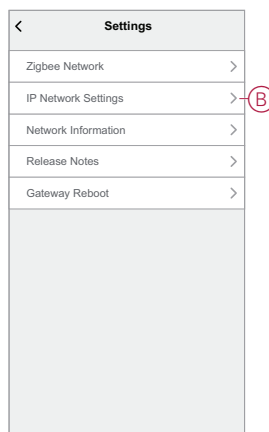 Settings
Zigbee Network
IP Network Settings
B
Network Information
Release Notes
Gateway Reboot